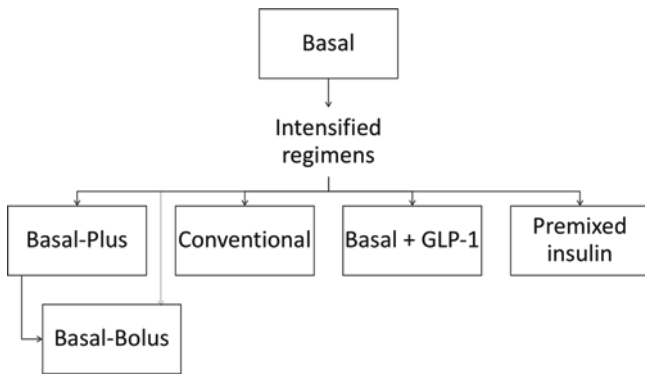 Basal
Intensified
regimens
Basal-Plus
Conventional
Basal + GLP-1
Premixed
insulin
Basal-Bolus